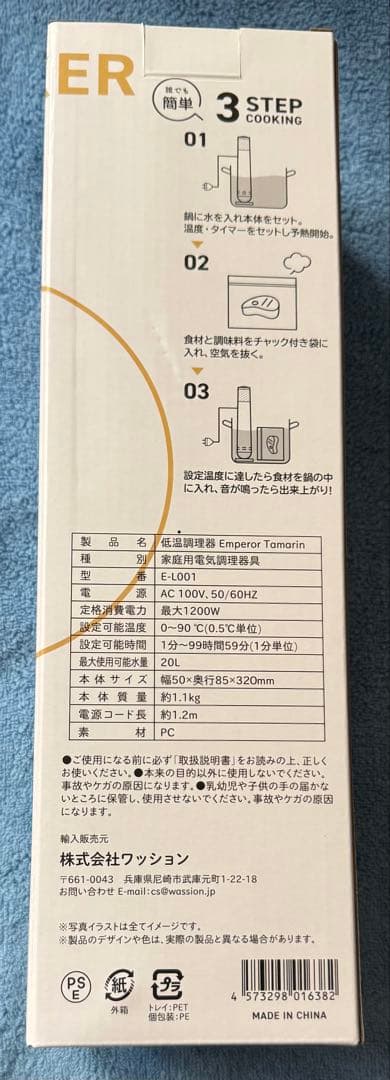 ER
誰でも
簡単
3 STEP
COOKING
01
鍋に水を入れ本体をセット。
温度・タイマーをセットし予熱開始。
02
食材と調味料をチャック付き袋に
入れ、空気を抜く。
03
設定温度に達したら食材を鍋の中
に入れ、音が鳴ったら出来上がり!
製品名 低温調理器 Emperor Tamarin
種別 家庭用電気調理器具
型番 E-L001
電源 AC 100V、50/60HZ
定格消費電力 最大1200W
設定可能温度 0〜90℃(0.5℃単位)
設定可能時間 1分〜99時間59分(1分単位)
最大使用可能水量 20L
本体サイズ 幅50×奥行85×320mm
本体質量 約1.1kg
電源コード長 約1.2m
素材 PC
●ご使用になる前に必ず「取扱説明書」をお読みの上、正しく
お使いください。●本来の目的以外に使用しないでください。
事故やケガの原因になります。●乳幼児や子供の手の届かな
いところに保管し、使用させないでください。事故やケガの原因
になります。
輸入販売元
株式会社ワッション
〒661-0043 兵庫県尼崎市武庫元町1-22-18
お問い合わせ E-mail:cs@wassion.jp
※写真イラストは全てイメージです。
※製品のデザインや色は、実際の製品と異なる場合があります。
PS
E
紙
外箱
プラ
トレイ:PET
個包装:PE
4 573298 016382
MADE IN CHINA